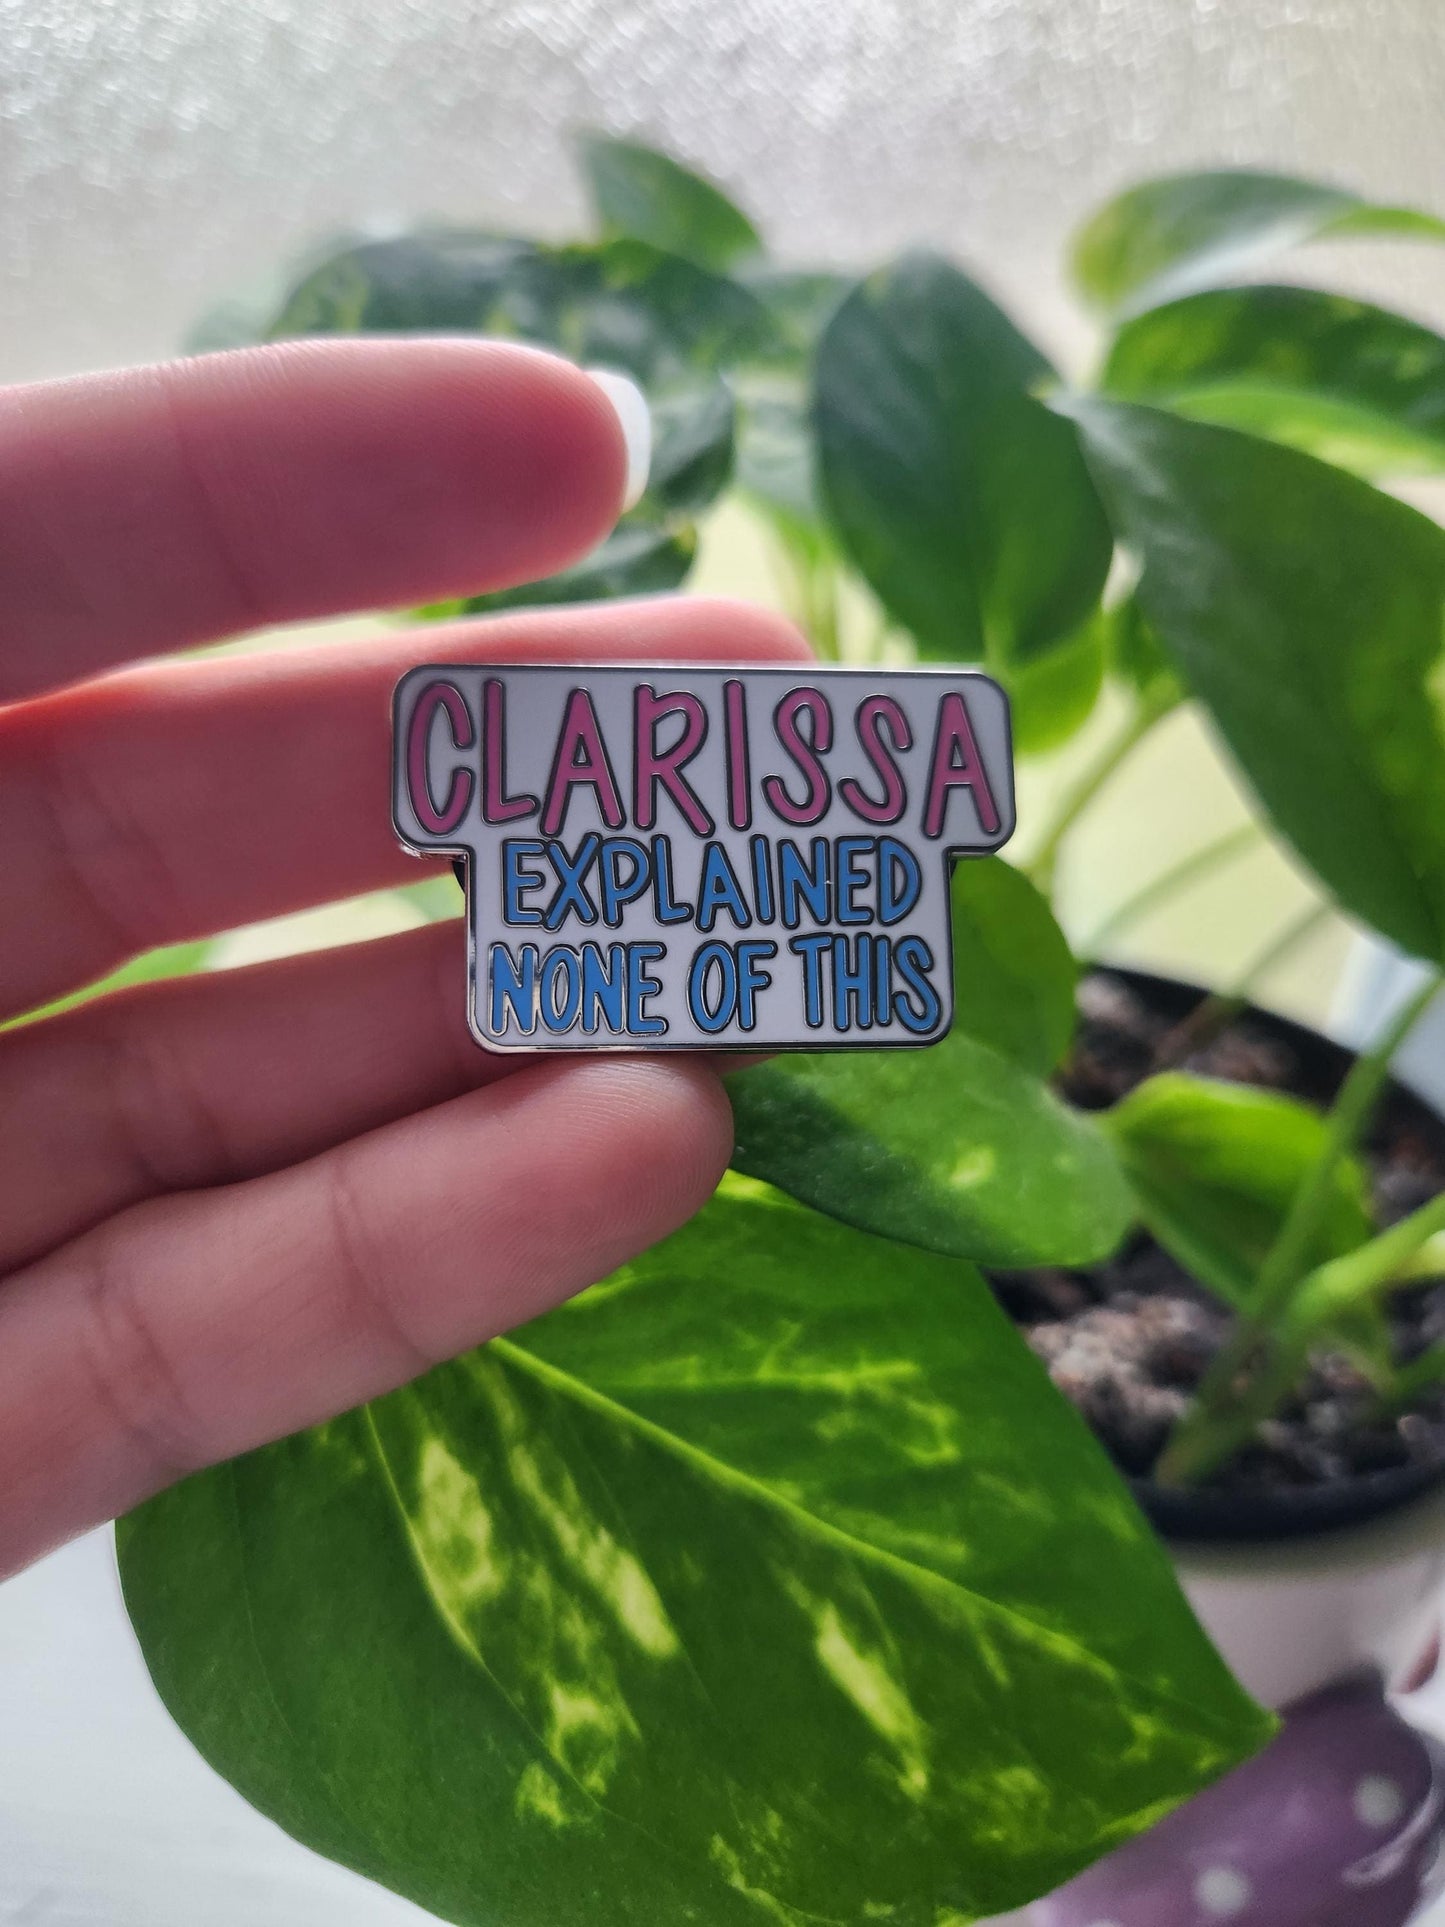 CLARISSA
EXPLAINED
NONE OF THIS